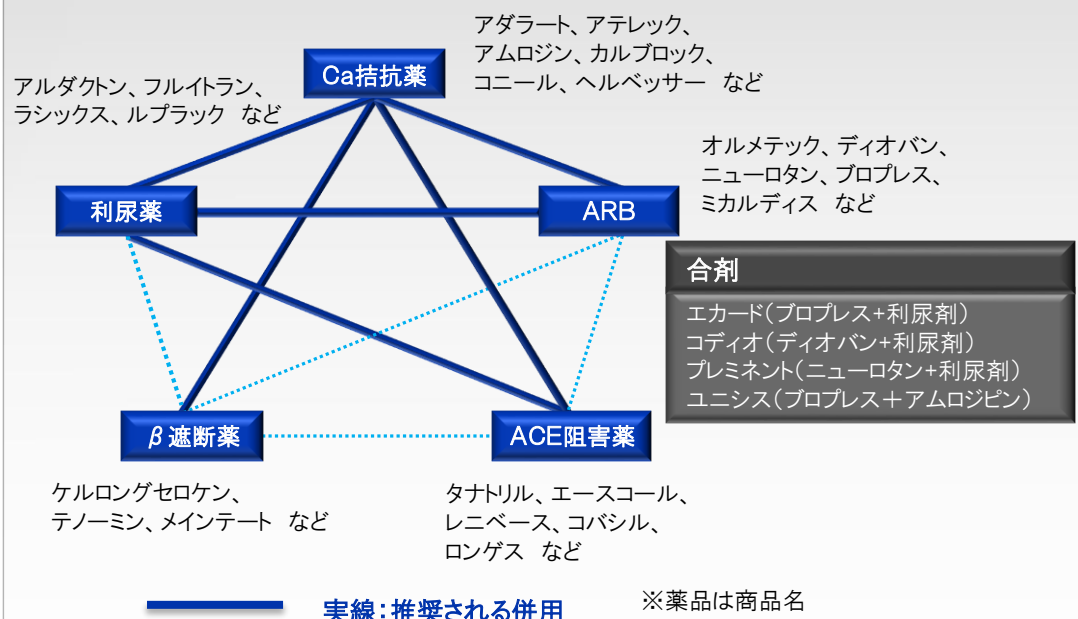 アダラート、アテレック、
アムロジン、カルブロック、
コニール、ヘルベッサー など
Ca拮抗薬
アルダクトン、フルイトラン、
ラシックス、ルプラック など
オルメテック、ディオバン、
ニューロタン、ブロプレス、
ミカルディス など
利尿薬
ARB
合剤
エカード(ブロプレス+利尿剤)
コディオ(ディオバン+利尿剤)
プレミネント(ニューロタン+利尿剤)
ユニシス(ブロプレス+アムロジピン)
β遮断薬
ACE阻害薬
ケルロングセロケン、
テノーミン、メインテート など
タナトリル、エースコール、
レニベース、コバシル、
ロンゲス など
実線:推奨される併用
※薬品は商品名